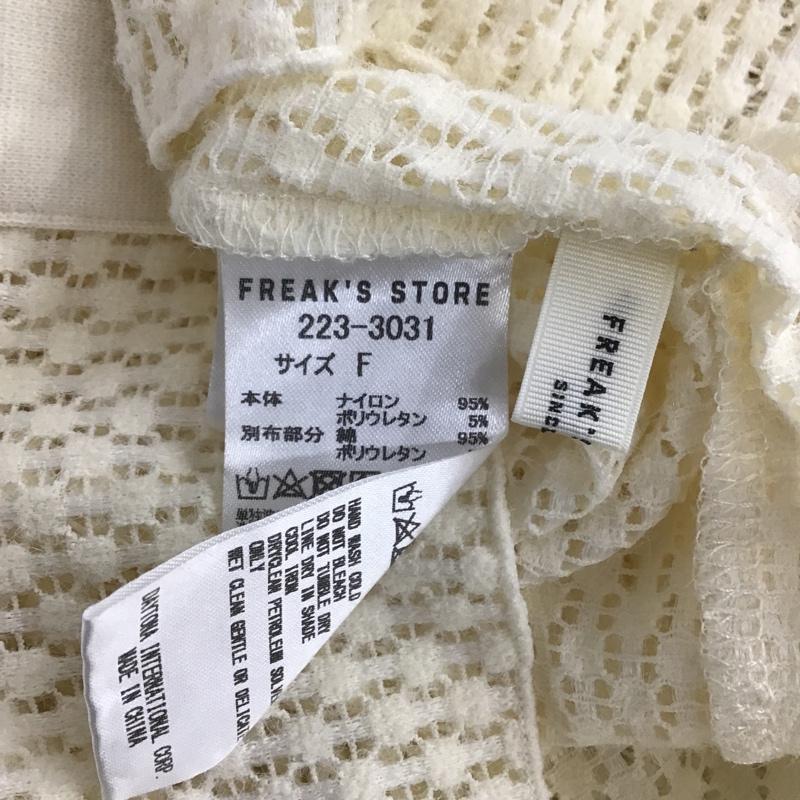 FREAK'S STORE
223-3031
サイズ F
本体 ナイロン 95%
ポリウレタン 5%
別布部分 綿 95%
ポリウレタン
HAND WASH COLD
DO NOT BLEACH
DO NOT TUMBLE DRY
LINE DRY IN SHADE
COOL IRON
DRYCLEAN PETROLEUM
ONLY
WET CLEAN GENTLE OR
DAYTONA INTERNATIONAL CORP.
MADE IN CHINA
FREAK'